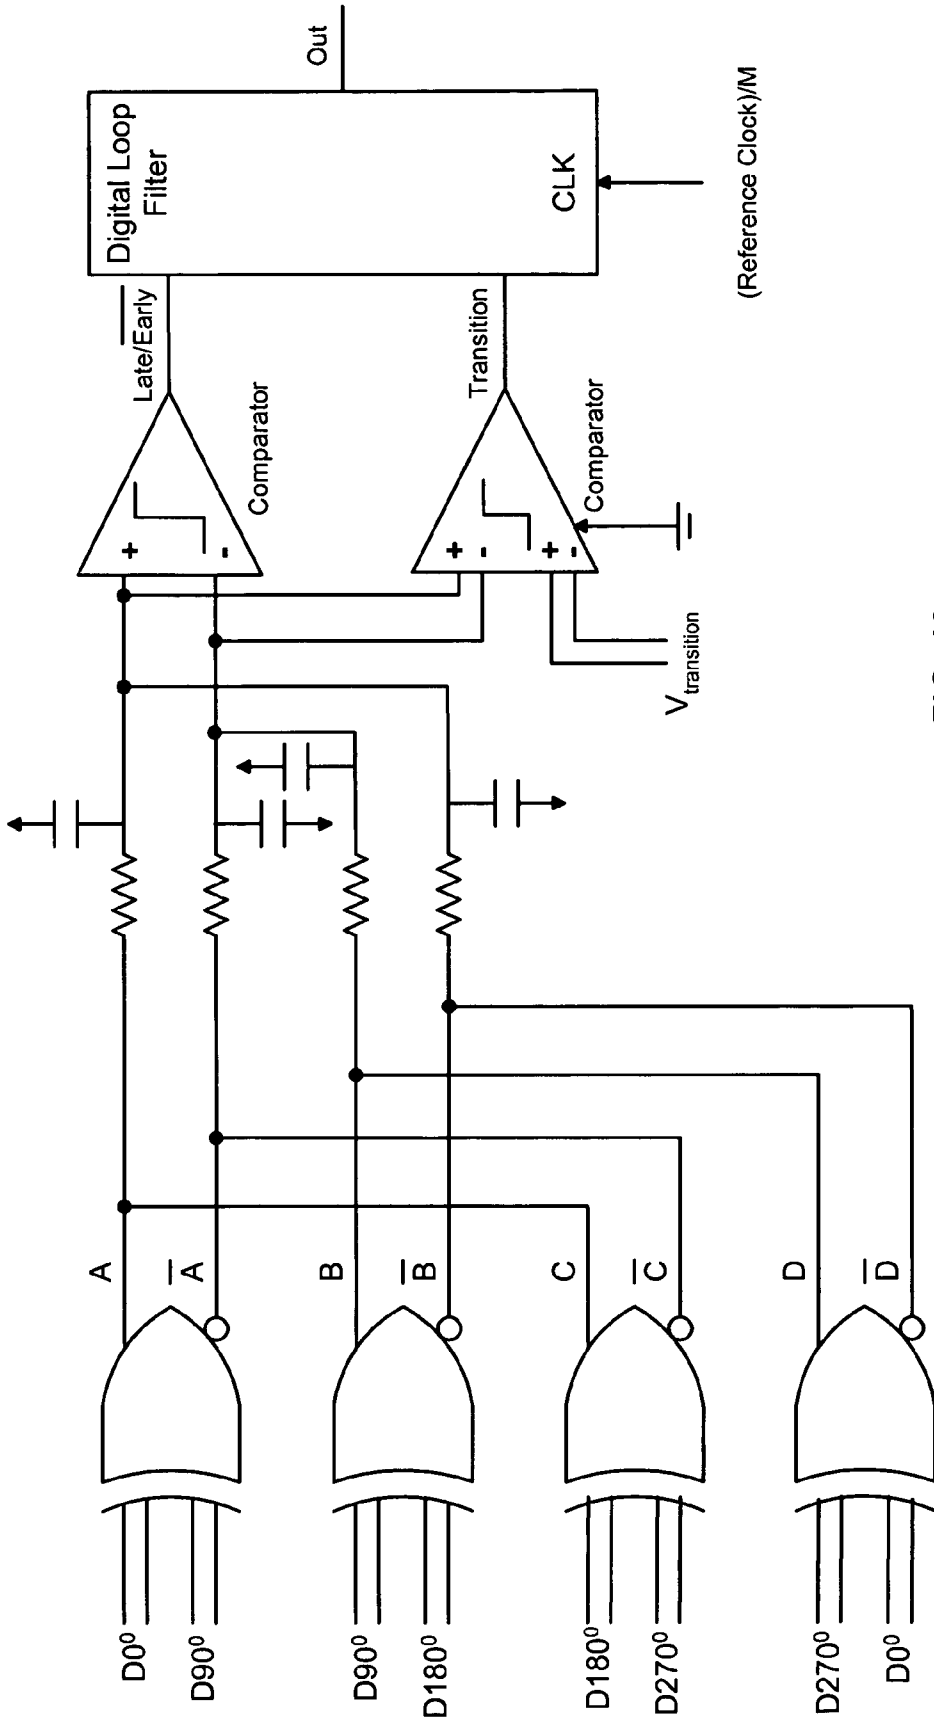 D0⁰
D90⁰
D90⁰
D180⁰
D180⁰
D270⁰
D270⁰
D0⁰
A
A̅
B
B̅
C
C̅
D
D̅
+
-
Comparator
+
-
+
-
Comparator
V_transition
Late/E̅a̅r̅l̅y̅
Transition
Digital Loop
Filter
CLK
Out
(Reference Clock)/M